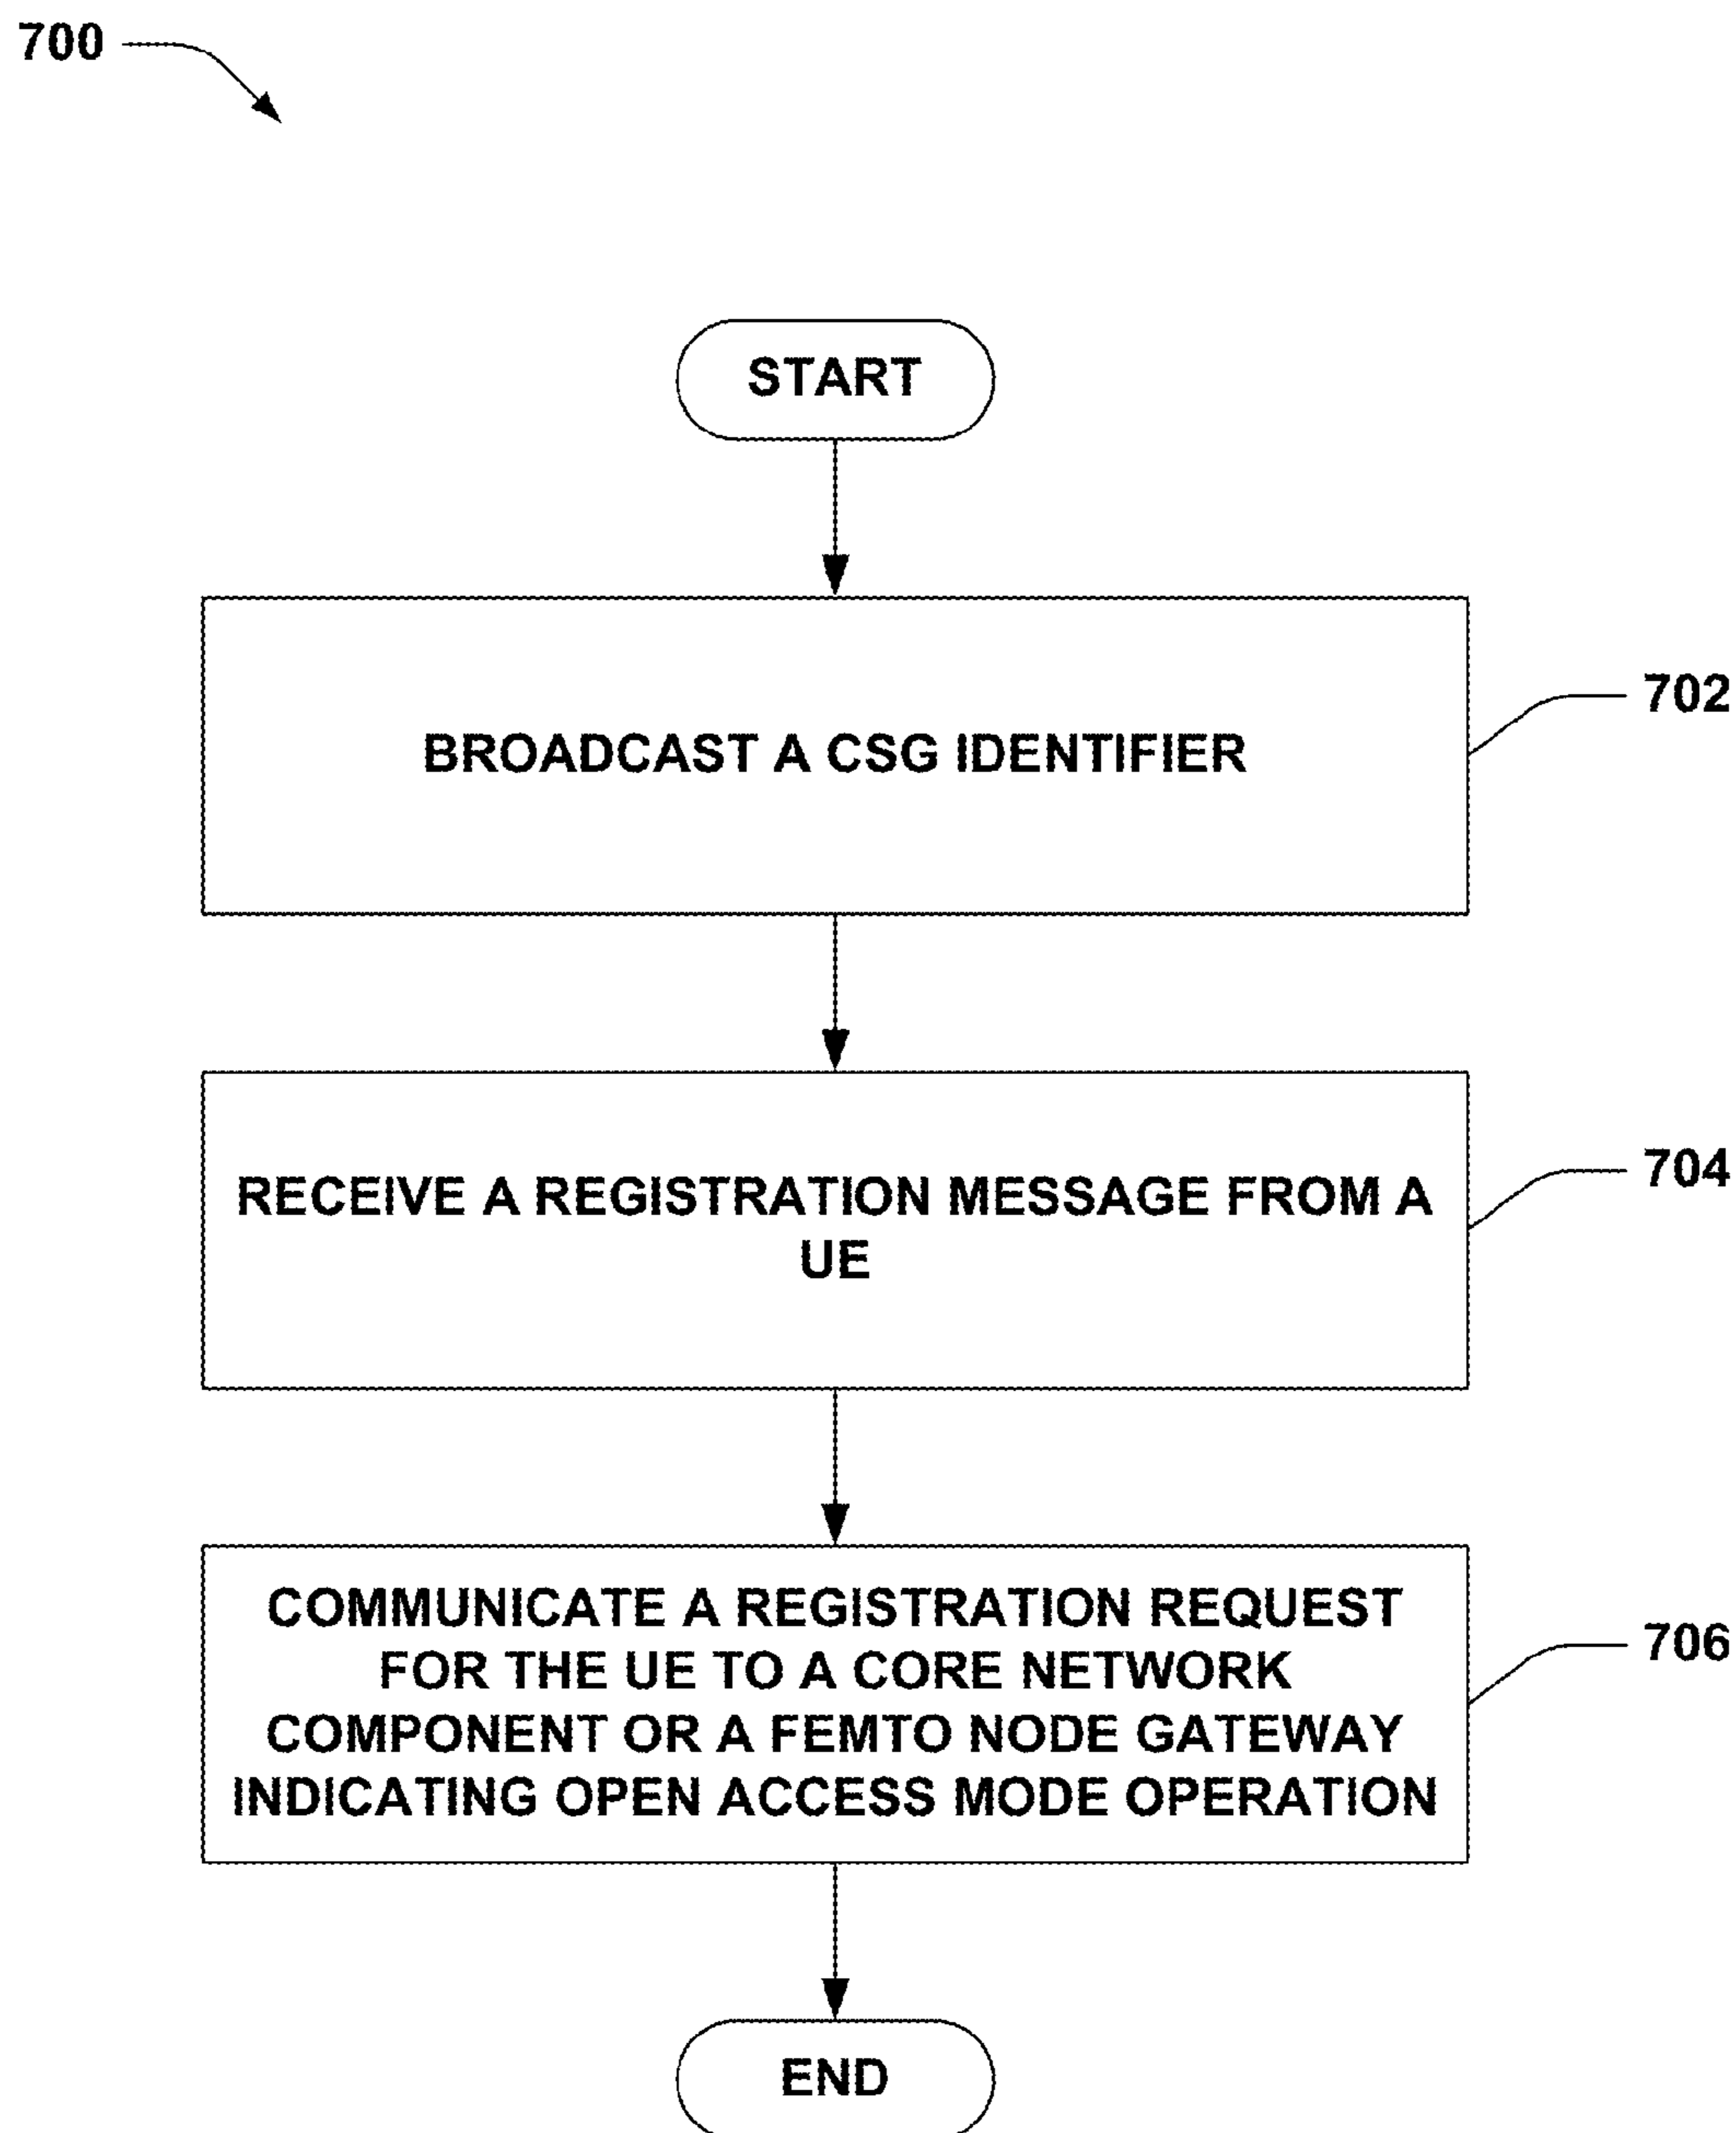 700
START
BROADCAST A CSG IDENTIFIER
702
RECEIVE A REGISTRATION MESSAGE FROM A
UE
704
COMMUNICATE A REGISTRATION REQUEST
FOR THE UE TO A CORE NETWORK
COMPONENT OR A FEMTO NODE GATEWAY
INDICATING OPEN ACCESS MODE OPERATION
706
END